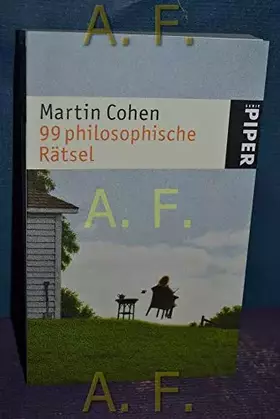 A. F.
Martin Cohen
99 philosophische
Rätsel
SERIE
PIPER
A. F.
A. F.